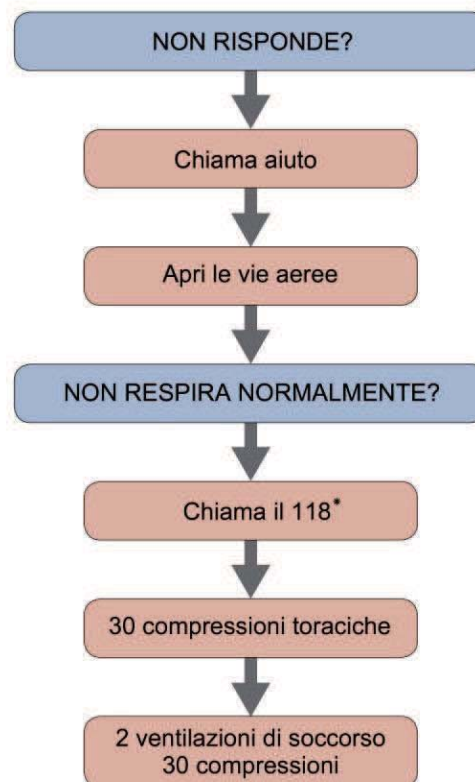 NON RISPONDE?
Chiama aiuto
Apri le vie aeree
NON RESPIRA NORMALMENTE?
Chiama il 118*
30 compressioni toraciche
2 ventilazioni di soccorso
30 compressioni